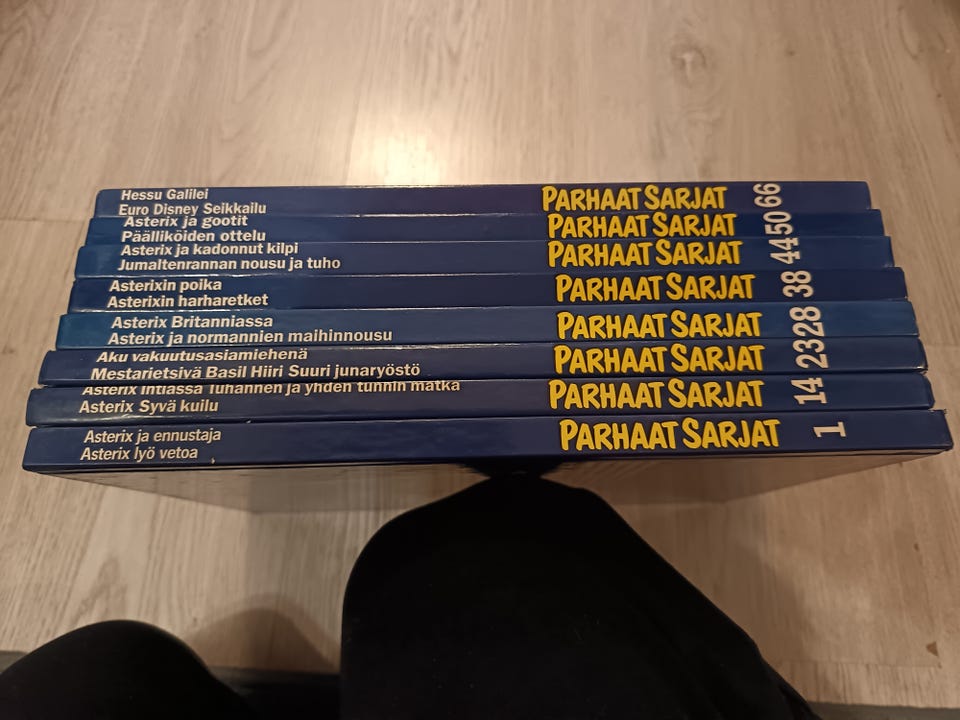 Hessu Galilei
Euro Disney Seikkailu
PARHAAT SARJAT
66
Asterix ja gootit
Päälliköiden ottelu
PARHAAT SARJAT
50
Asterix ja kadonnut kilpi
Jumaltenrannan nousu ja tuho
PARHAAT SARJAT
44
Asterixin poika
Asterixin harharetket
PARHAAT SARJAT
38
Asterix Britanniassa
Asterix ja normannien maihinnousu
PARHAAT SARJAT
28
Aku vakuutusasiamiehenä
Mestarietsivä Basil Hiiri Suuri junaryöstö
PARHAAT SARJAT
23
Asterix Intiassa Tuhannen ja yhden tunnin matka
Asterix Syvä kuilu
PARHAAT SARJAT
14
Asterix ja ennustaja
Asterix lyö vetoa
PARHAAT SARJAT
1